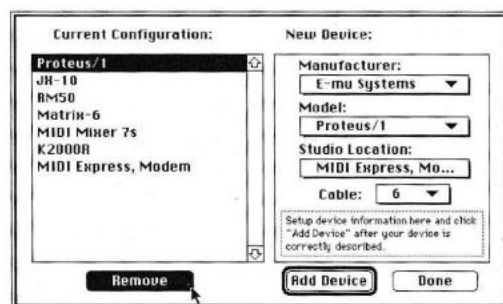 Current Configuration:
Proteus/1
JX-10
RM50
Matrix-6
MIDI Mixer 7s
K2000R
MIDI Express, Modem
Remove
New Device:
Manufacturer:
E-mu Systems
Model:
Proteus/1
Studio Location:
MIDI Express, Mo...
Cable: 6
Setup device information here and click
"Add Device" after your device is
correctly described.
Add Device
Done